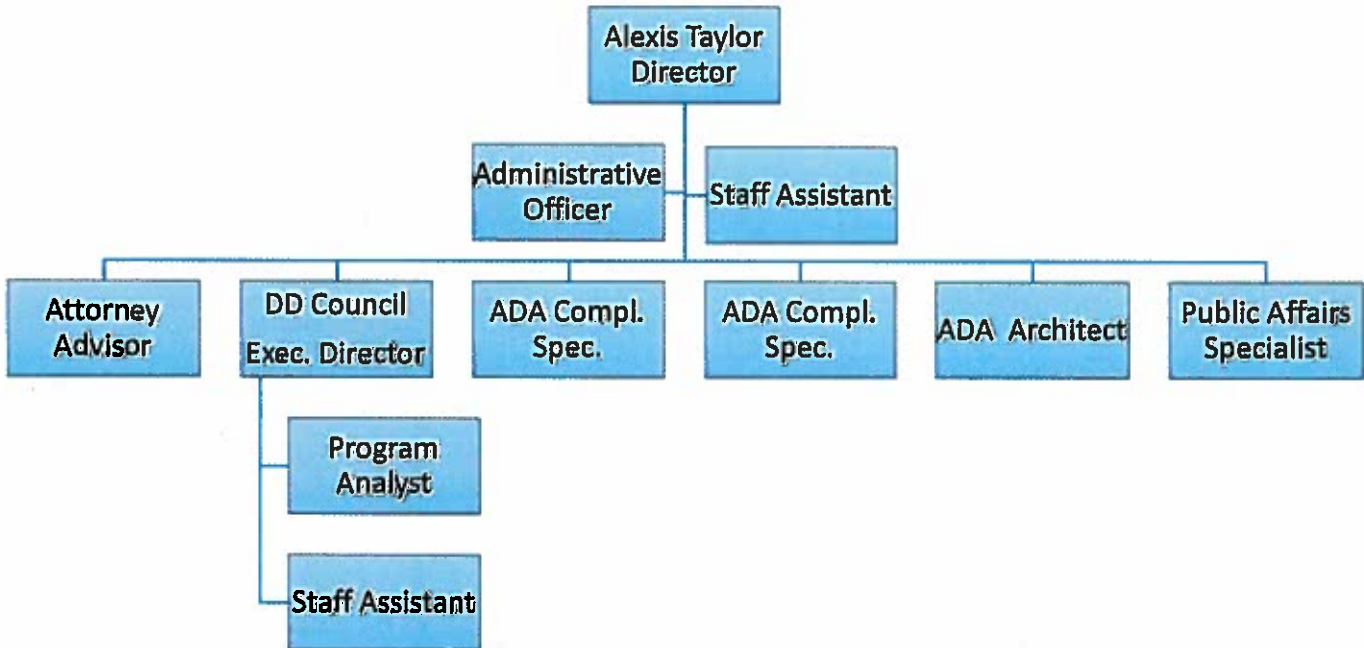 Alexis Taylor
Director
Administrative
Officer
Staff Assistant
Attorney
Advisor
DD Council
Exec. Director
ADA Compl.
Spec.
ADA Compl.
Spec.
ADA Architect
Public Affairs
Specialist
Program
Analyst
Staff Assistant